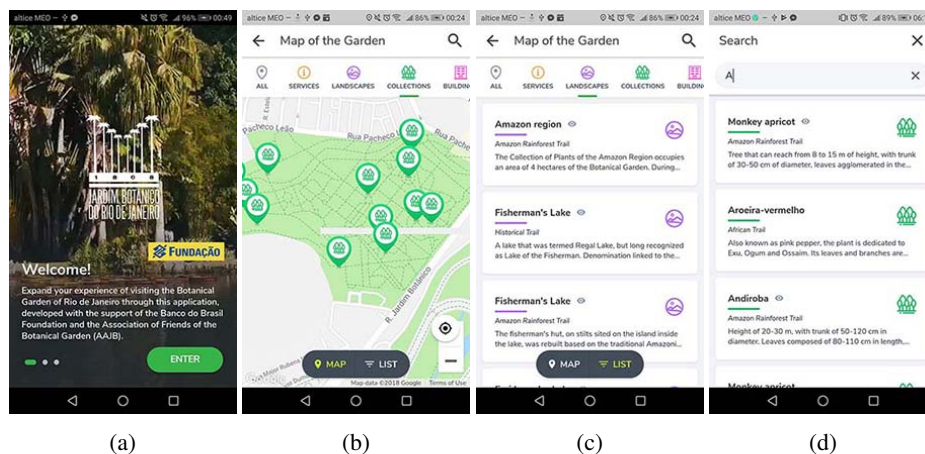 altice MEO
96% 00:49
JARDIM BOTÂNICO
DO RIO DE JANEIRO
FUNDAÇÃO
Welcome!
Expand your experience of visiting the Botanical
Garden of Rio de Janeiro through this application,
developed with the support of the Banco do Brasil
Foundation and the Association of Friends of the
Botanical Garden (AAJB).
ENTER
(a)
altice MEO
86% 00:24
Map of the Garden
ALL SERVICES LANDSCAPES COLLECTIONS BUILDIN
Pacheco Leão
Rua Pacheco L
Rua Pache
R. Jardim Botânico
MAP LIST
Map data ©2018 Google Terms of Use
(b)
altice MEO
86% 00:24
Map of the Garden
ALL SERVICES LANDSCAPES COLLECTIONS BUILDIN
Amazon region
Amazon Rainforest Trail
The Collection of Plants of the Amazon Region occupies
an area of 4 hectares of the Botanical Garden. During...
Fisherman's Lake
Historical Trail
A lake that was termed Regal Lake, but long recognized
as Lake of the Fisherman. Denomination linked to the...
Fisherman's Lake
Amazon Rainforest Trail
The fisherman's hut, on stilts sited on the island inside
the lake, was rebuilt based on the traditional Amazoni...
MAP LIST
(c)
altice MEO
89% 06:1
Search
A
Monkey apricot
Amazon Rainforest Trail
Tree that can reach from 8 to 15 m of height, with trunk
of 30-50 cm of diameter, leaves agglomerated in the...
Aroeira-vermelho
African Trail
Also known as pink pepper, the plant is dedicated to
Exu, Ogum and Ossaim. Its leaves and branches are...
Andiroba
Amazon Rainforest Trail
Height of 20-30 m, with trunk of 50-120 cm in
diameter. Leaves composed of 80-110 cm in length,...
Monkey apricot
(d)